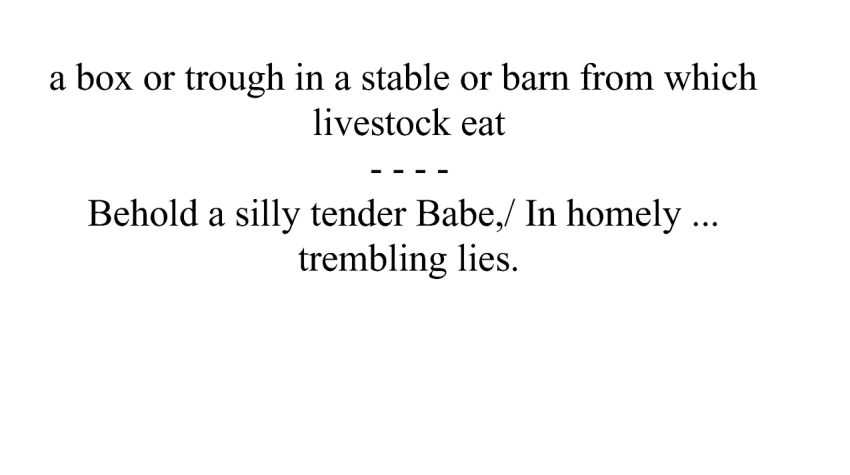 a box or trough in a stable or barn from which
livestock eat
- - - -
Behold a silly tender Babe,/ In homely ...
trembling lies.